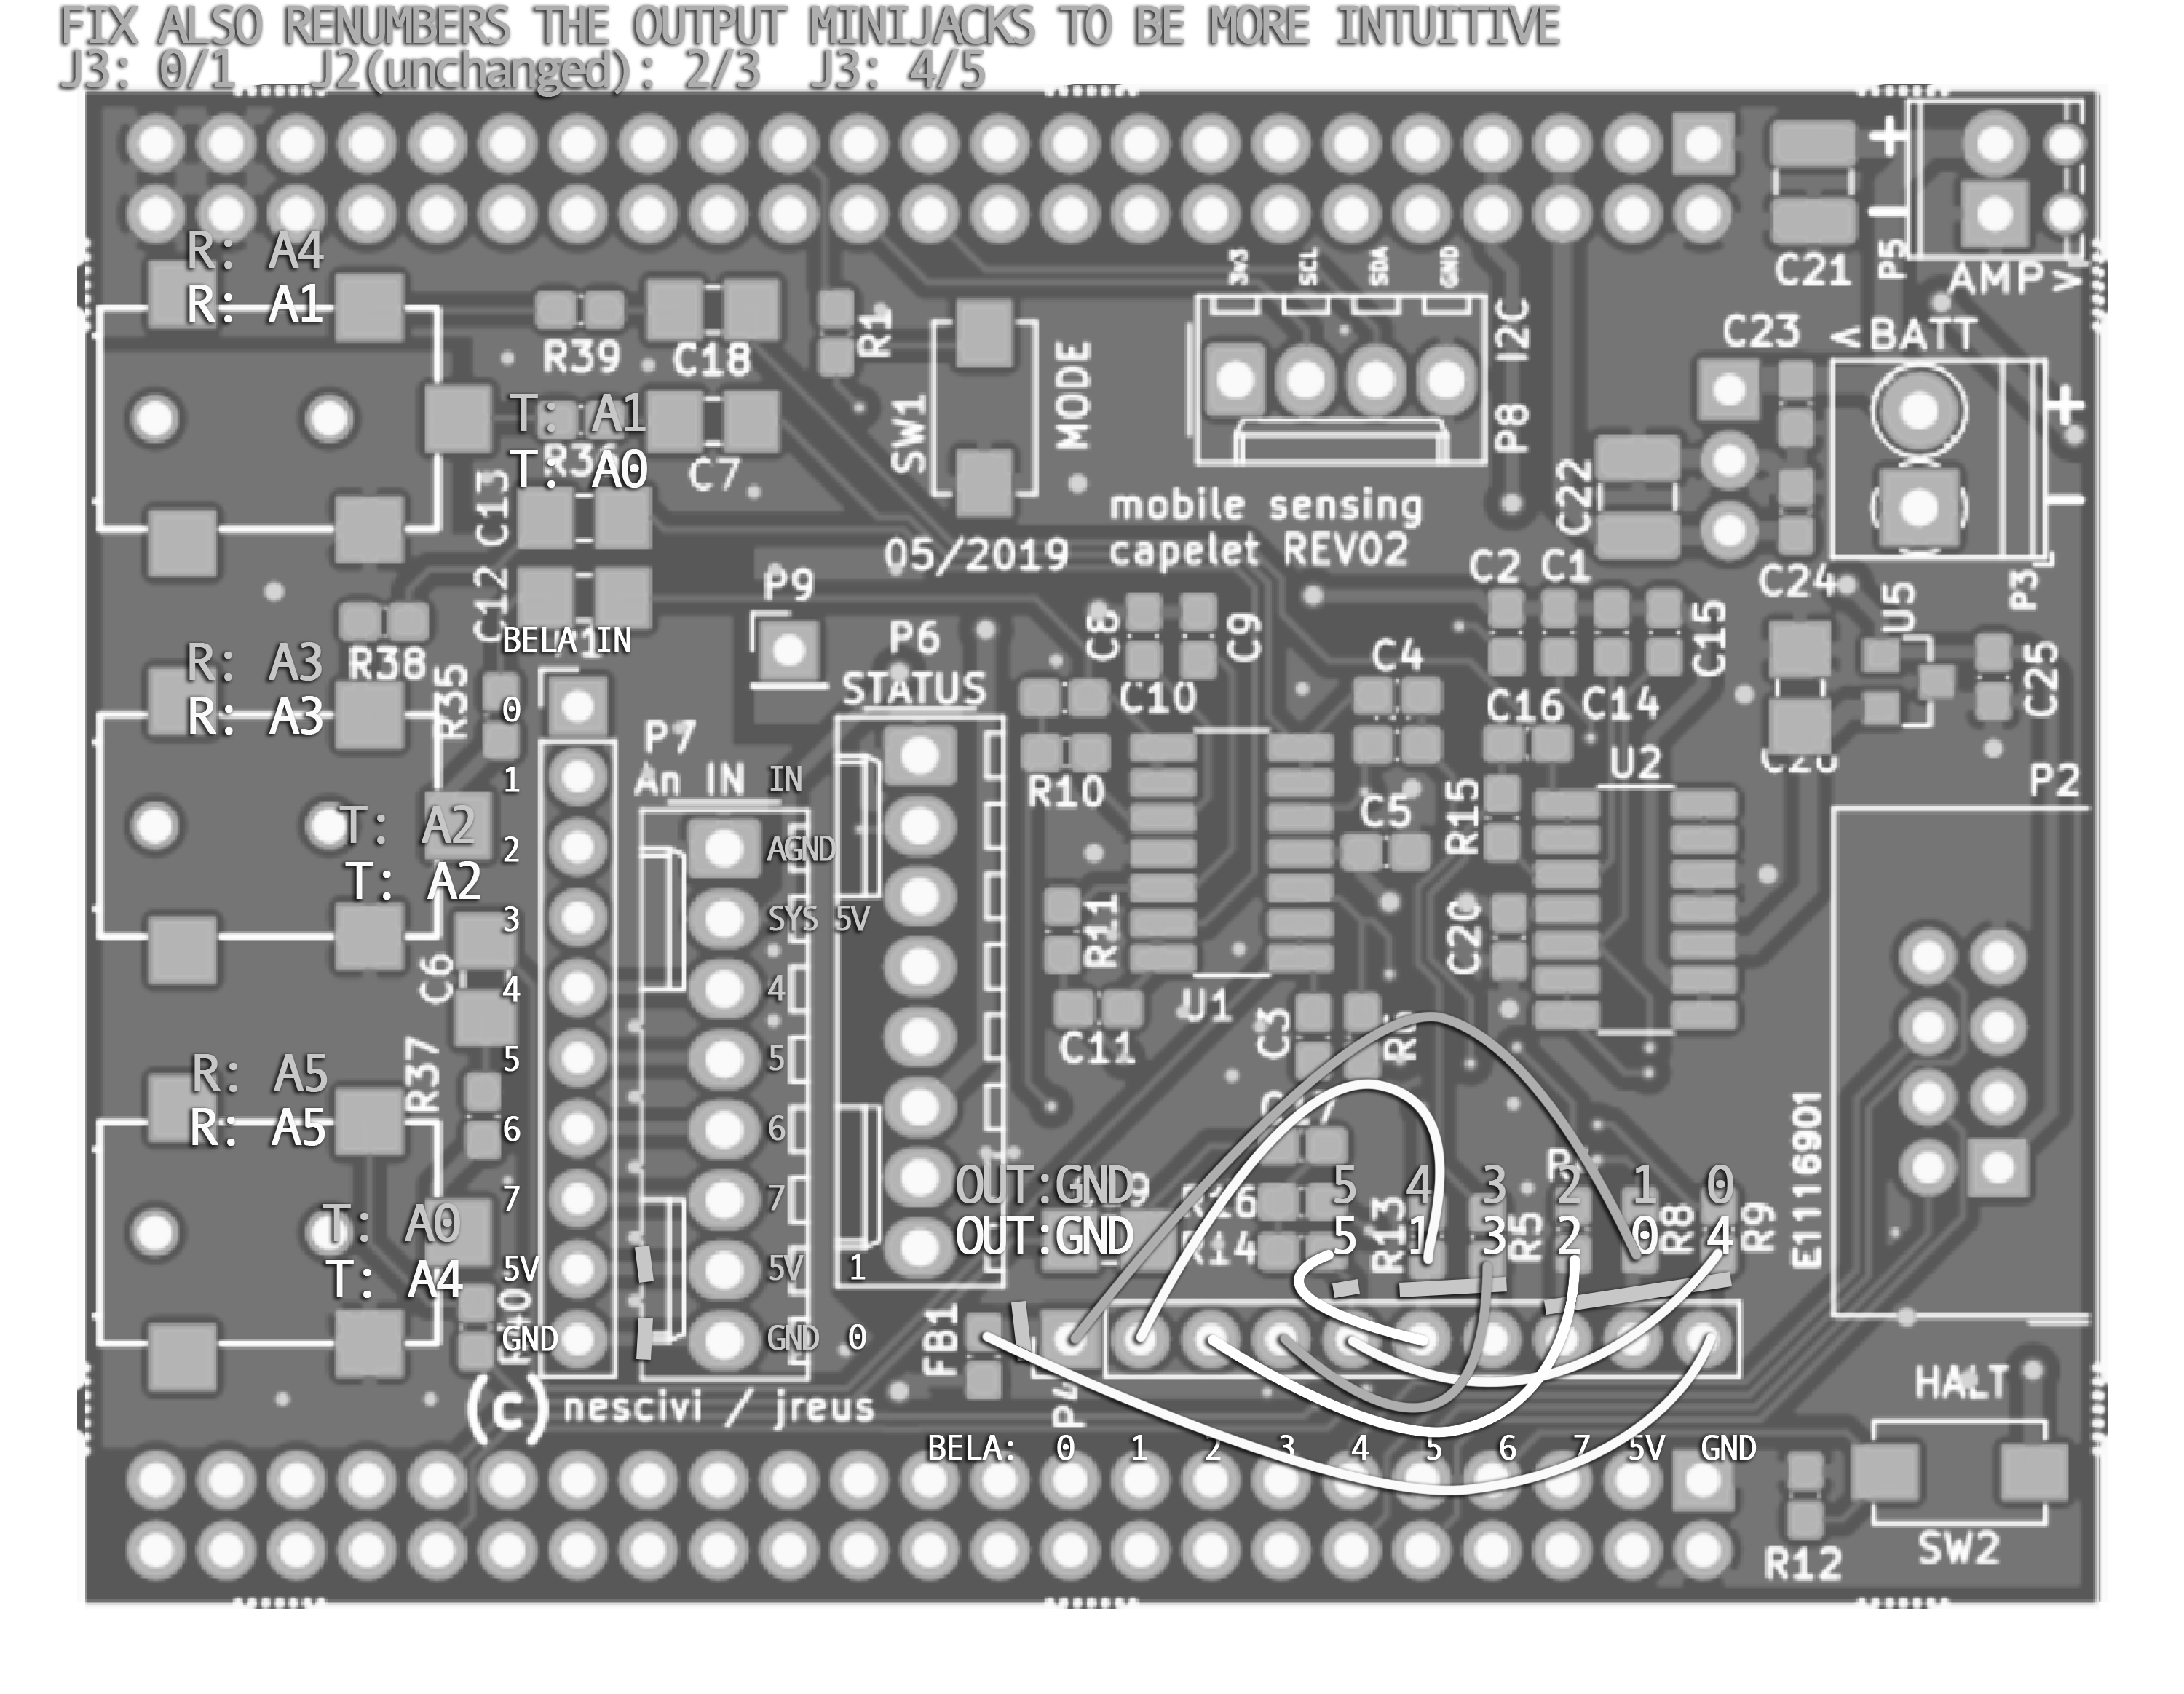 FIX ALSO RENUMBERS THE OUTPUT MINIJACKS TO BE MORE INTUITIVE
J3: 0/1 J2(unchanged): 2/3 J3: 4/5
+
-
P5
AMP
C21
R: A4
R: A1
3v3 SCL SDA GND
R39
C18
R1
SW1
MODE
P8 I2C
C23
< BATT
+
-
T: A1
T: A0
C7
C13
C22
mobile sensing
05/2019 capelet REV02
P9
C12
C2
C1
C24
U5
P3
BELA IN
P6
STATUS
C8
C9
C4
C15
C25
R: A3
R: A3
R38
R35
C10
C16
C14
U2
P2
P7
An IN
0
1
2
3
4
5
6
7
5V
GND
IN
AGND
SYS 5V
4
5
6
7
5V
GND
1
0
R10
C5
R15
T: A2
T: A2
C6
R11
C20
U1
C3
C11
R37
R: A5
R: A5
E1116901
T: A0
T: A4
OUT:GND 5 4 3 2 1 0
OUT:GND 5 1 3 2 0 4
R16
R14
R13
R5
R8
R9
FB1
P4
HALT
(c) nescivi / jreus
BELA: 0 1 2 3 4 5 6 7 5V GND
R12
SW2